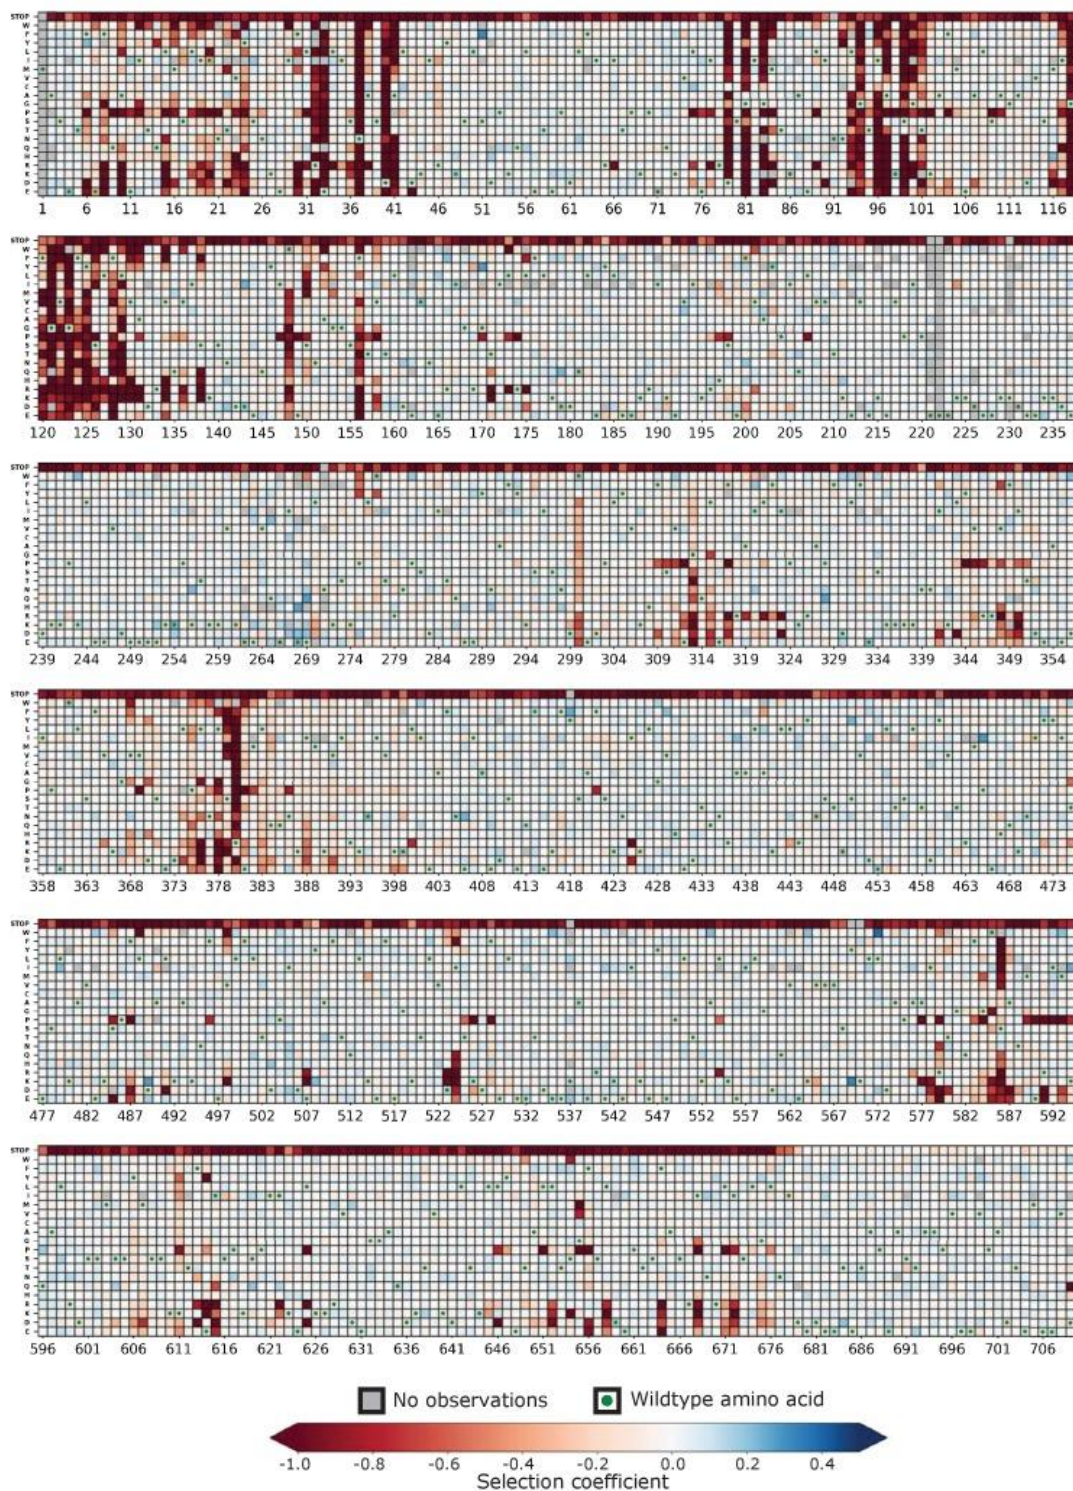 STOP
W
F
Y
L
I
M
V
C
A
G
P
S
T
N
Q
H
R
K
D
E
1 6 11 16 21 26 31 36 41 46 51 56 61 66 71 76 81 86 91 96 101 106 111 116
STOP
W
F
Y
L
I
M
V
C
A
G
P
S
T
N
Q
H
R
K
D
E
120 125 130 135 140 145 150 155 160 165 170 175 180 185 190 195 200 205 210 215 220 225 230 235
STOP
W
F
Y
L
I
M
V
C
A
G
P
S
T
N
Q
H
R
K
D
E
239 244 249 254 259 264 269 274 279 284 289 294 299 304 309 314 319 324 329 334 339 344 349 354
STOP
W
F
Y
L
I
M
V
C
A
G
P
S
T
N
Q
H
R
K
D
E
358 363 368 373 378 383 388 393 398 403 408 413 418 423 428 433 438 443 448 453 458 463 468 473
STOP
W
F
Y
L
I
M
V
C
A
G
P
S
T
N
Q
H
R
K
D
E
477 482 487 492 497 502 507 512 517 522 527 532 537 542 547 552 557 562 567 572 577 582 587 592
STOP
W
F
Y
L
I
M
V
C
A
G
P
S
T
N
Q
H
R
K
D
E
596 601 606 611 616 621 626 631 636 641 646 651 656 661 666 671 676 681 686 691 696 701 706
No observations Wildtype amino acid
-1.0 -0.8 -0.6 -0.4 -0.2 0.0 0.2 0.4
Selection coefficient